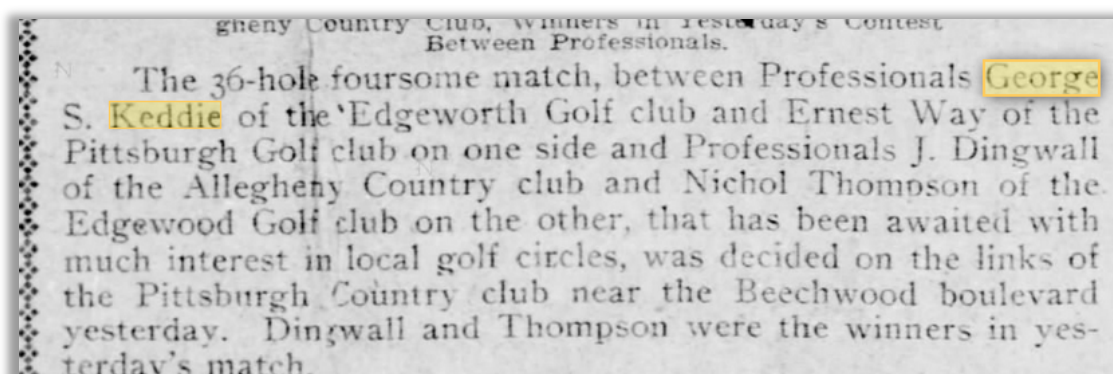 gheny Country Club, Winners in Yesterday's Contest
Between Professionals.
The 36-hole foursome match, between Professionals George
S. Keddie of the Edgeworth Golf club and Ernest Way of the
Pittsburgh Golf club on one side and Professionals J. Dingwall
of the Allegheny Country club and Nichol Thompson of the
Edgewood Golf club on the other, that has been awaited with
much interest in local golf circles, was decided on the links of
the Pittsburgh Country club near the Beechwood boulevard
yesterday. Dingwall and Thompson were the winners in yes-
terday's match.